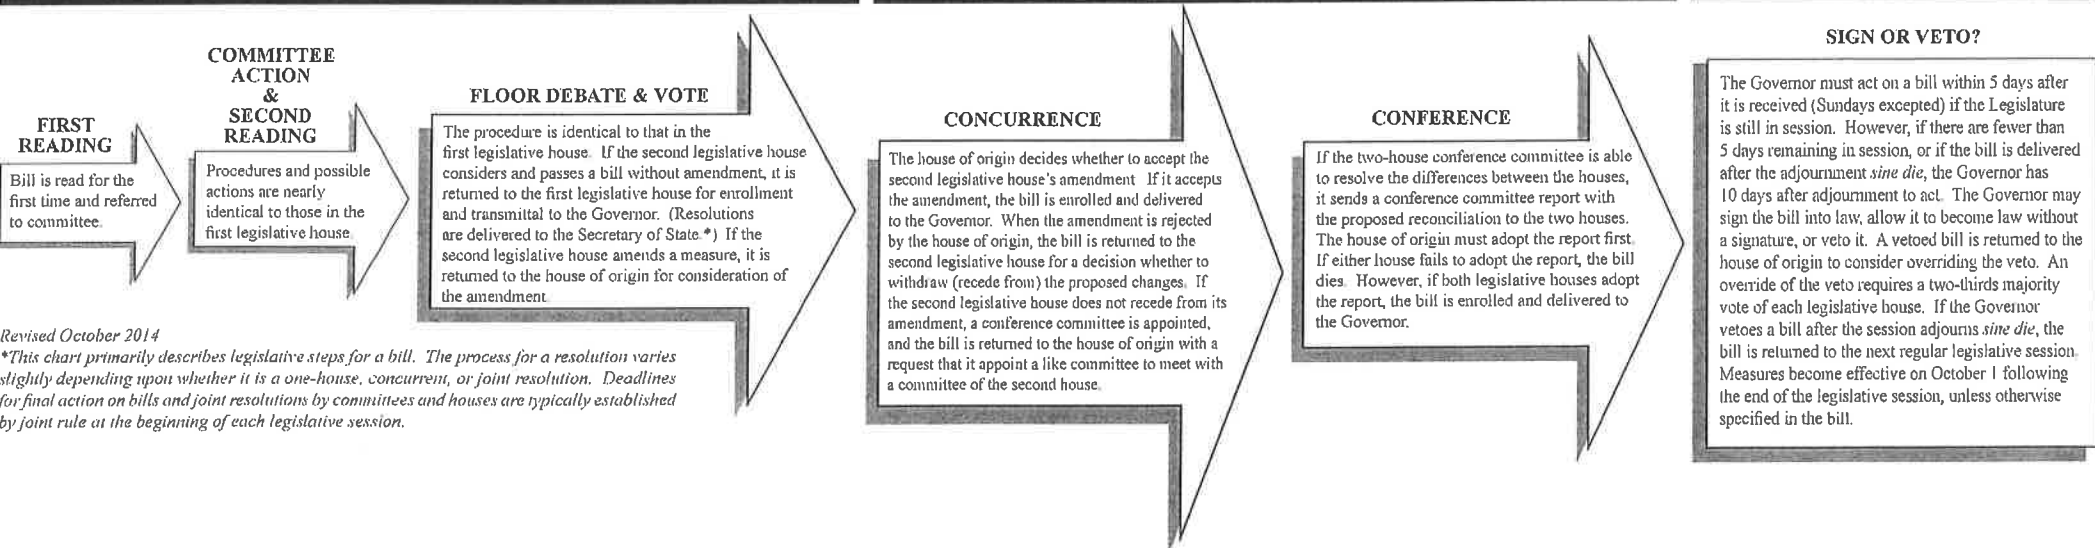 FIRST
READING
Bill is read for the
first time and referred
to committee.
COMMITTEE
ACTION
&
SECOND
READING
Procedures and possible
actions are nearly
identical to those in the
first legislative house.
FLOOR DEBATE & VOTE
The procedure is identical to that in the
first legislative house. If the second legislative house
considers and passes a bill without amendment, it is
returned to the first legislative house for enrollment
and transmittal to the Governor. (Resolutions
are delivered to the Secretary of State.*) If the
second legislative house amends a measure, it is
returned to the house of origin for consideration of
the amendment.
CONCURRENCE
The house of origin decides whether to accept the
second legislative house's amendment. If it accepts
the amendment, the bill is enrolled and delivered
to the Governor. When the amendment is rejected
by the house of origin, the bill is returned to the
second legislative house for a decision whether to
withdraw (recede from) the proposed changes. If
the second legislative house does not recede from its
amendment, a conference committee is appointed,
and the bill is returned to the house of origin with a
request that it appoint a like committee to meet with
a committee of the second house.
CONFERENCE
If the two-house conference committee is able
to resolve the differences between the houses,
it sends a conference committee report with
the proposed reconciliation to the two houses.
The house of origin must adopt the report first.
If either house fails to adopt the report, the bill
dies. However, if both legislative houses adopt
the report, the bill is enrolled and delivered to
the Governor.
SIGN OR VETO?
The Governor must act on a bill within 5 days after
it is received (Sundays excepted) if the Legislature
is still in session. However, if there are fewer than
5 days remaining in session, or if the bill is delivered
after the adjournment sine die, the Governor has
10 days after adjournment to act. The Governor may
sign the bill into law, allow it to become law without
a signature, or veto it. A vetoed bill is returned to the
house of origin to consider overriding the veto. An
override of the veto requires a two-thirds majority
vote of each legislative house. If the Governor
vetoes a bill after the session adjourns sine die, the
bill is returned to the next regular legislative session.
Measures become effective on October 1 following
the end of the legislative session, unless otherwise
specified in the bill.
Revised October 2014
*This chart primarily describes legislative steps for a bill. The process for a resolution varies
slightly depending upon whether it is a one-house, concurrent, or joint resolution. Deadlines
for final action on bills and joint resolutions by committees and houses are typically established
by joint rule at the beginning of each legislative session.